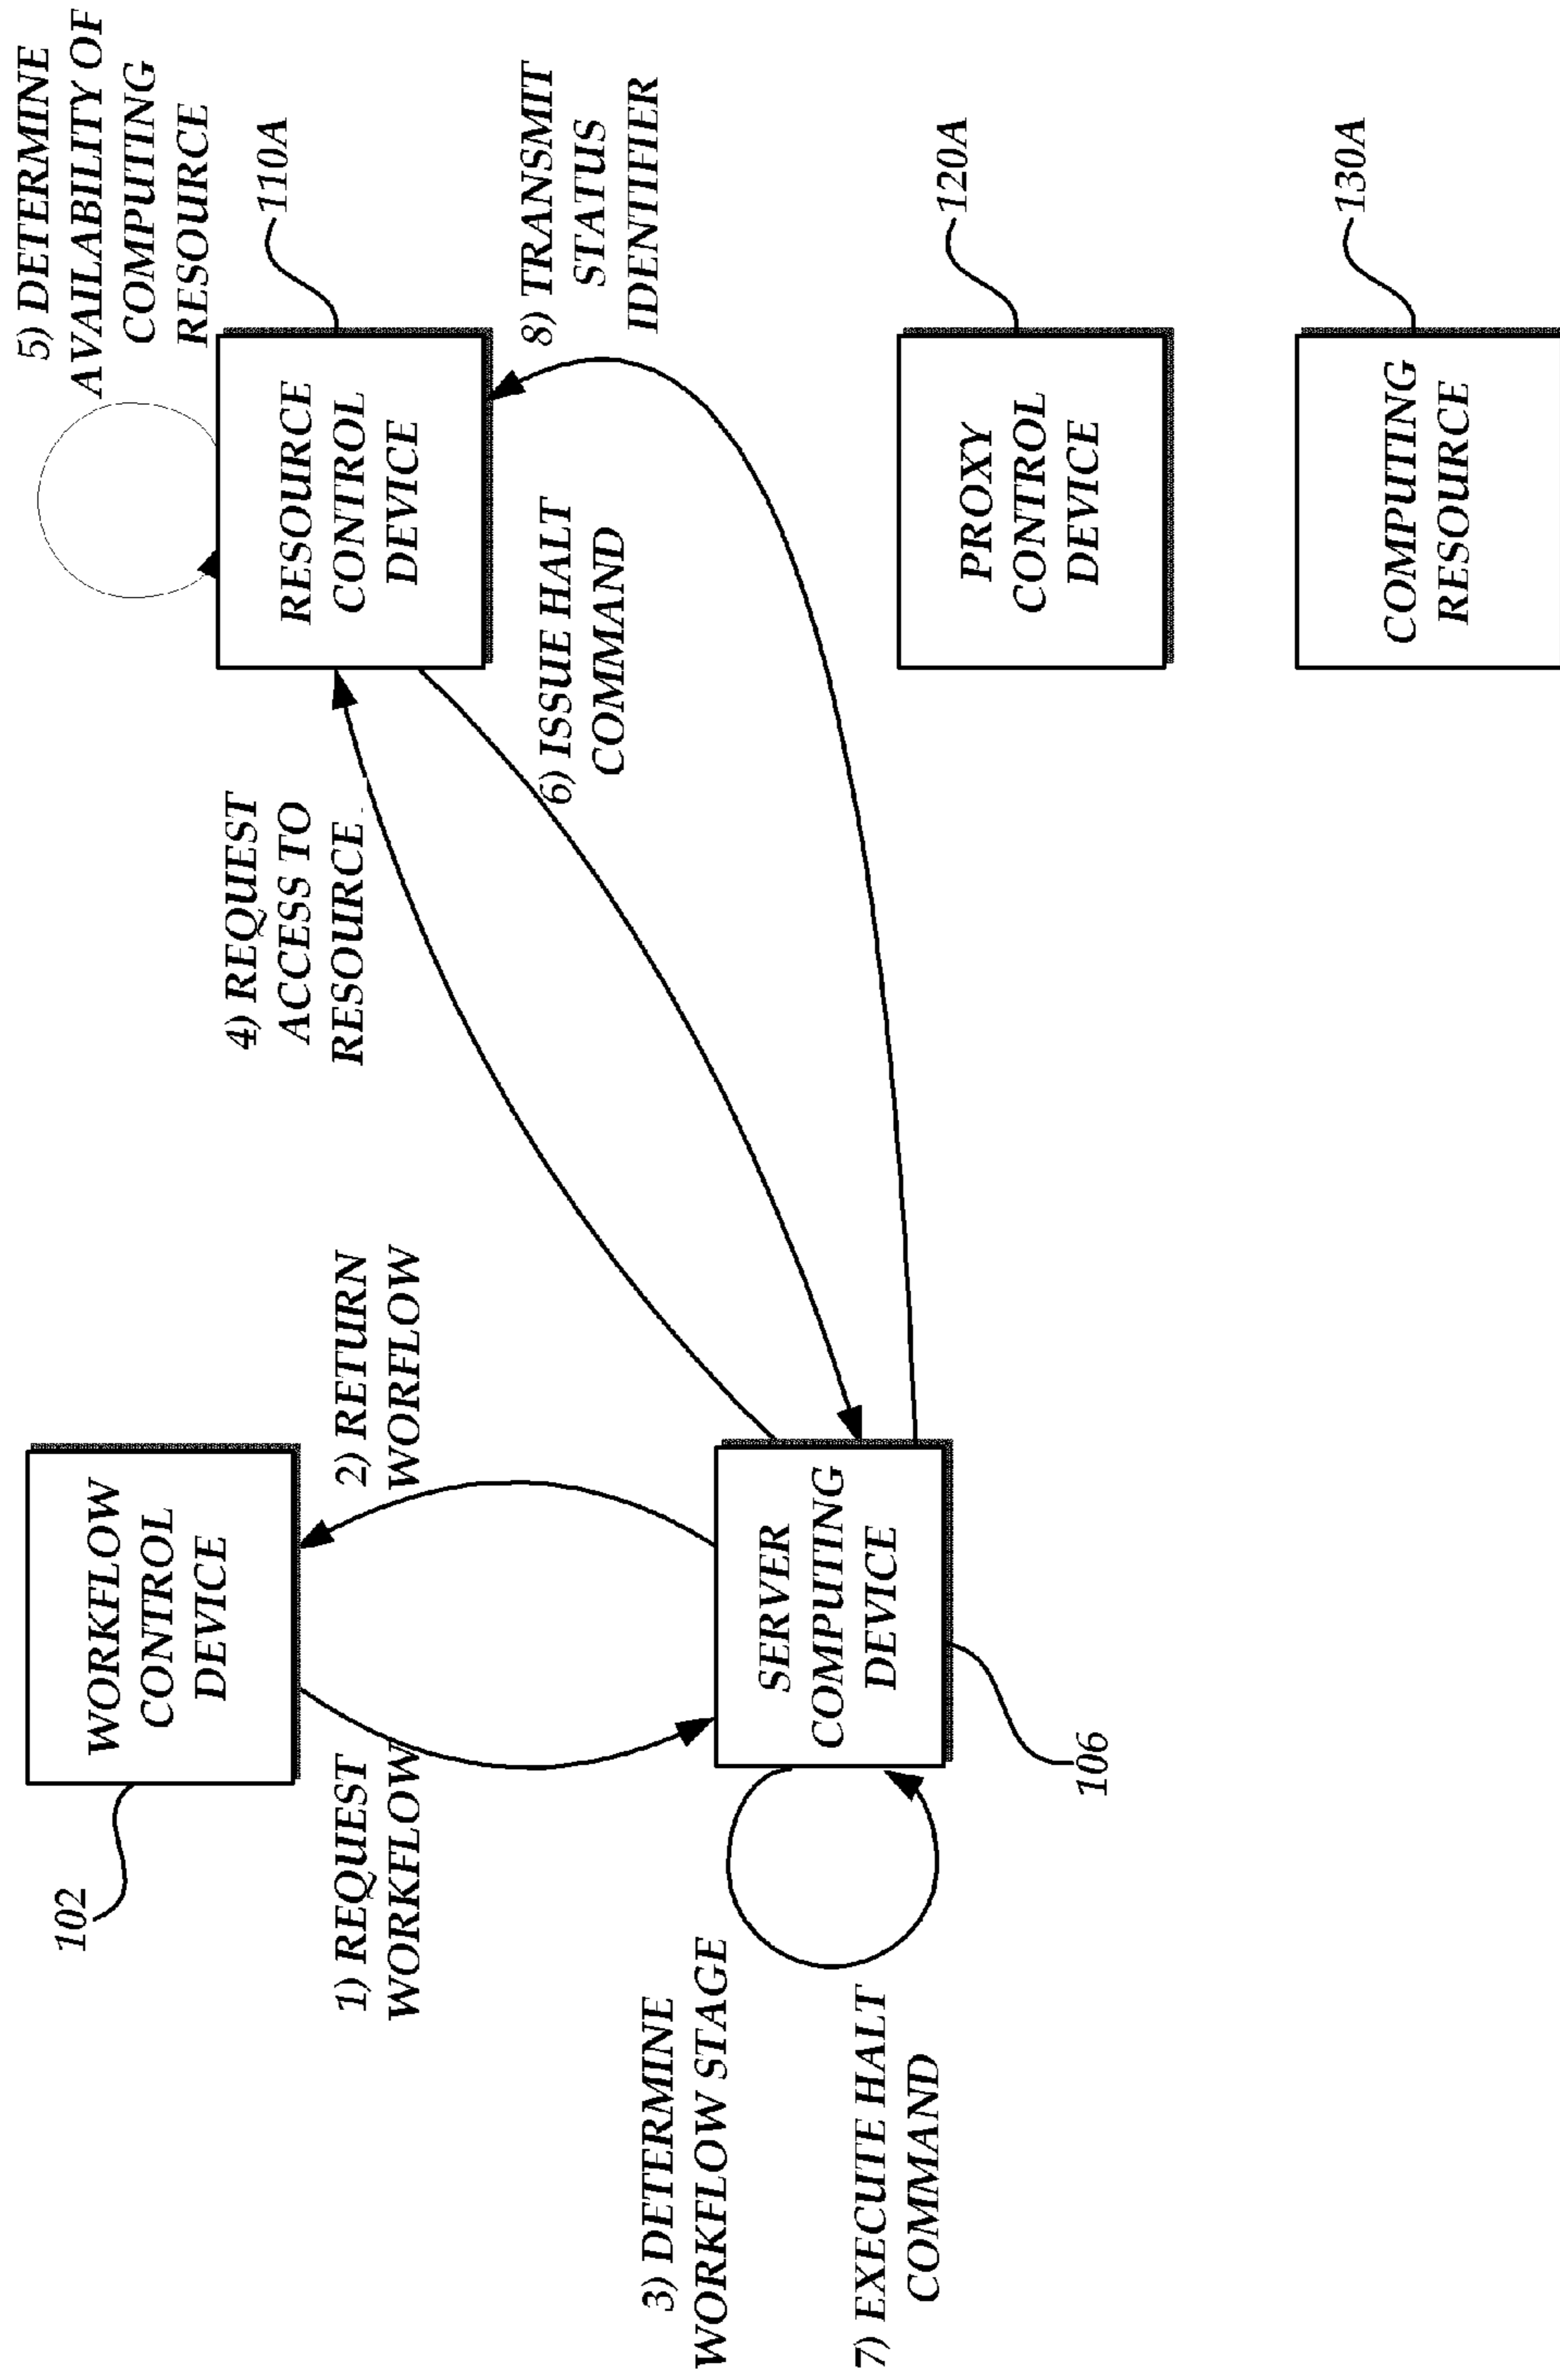 102
WORKFLOW
CONTROL
DEVICE
5) DETERMINE
AVAILABILITY OF
COMPUTING
RESOURCE
1) REQUEST
WORKFLOW
2) RETURN
WORFLOW
4) REQUEST
ACCESS TO
RESOURCE
RESOURCE
CONTROL
DEVICE
110A
3) DETERMINE
WORKFLOW STAGE
7) EXECUTE HALT
COMMAND
SERVER
COMPUTING
DEVICE
106
6) ISSUE HALT
COMMAND
8) TRANSMIT
STATUS
IDENTIFIER
PROXY
CONTROL
DEVICE
120A
COMPUTING
RESOURCE
130A